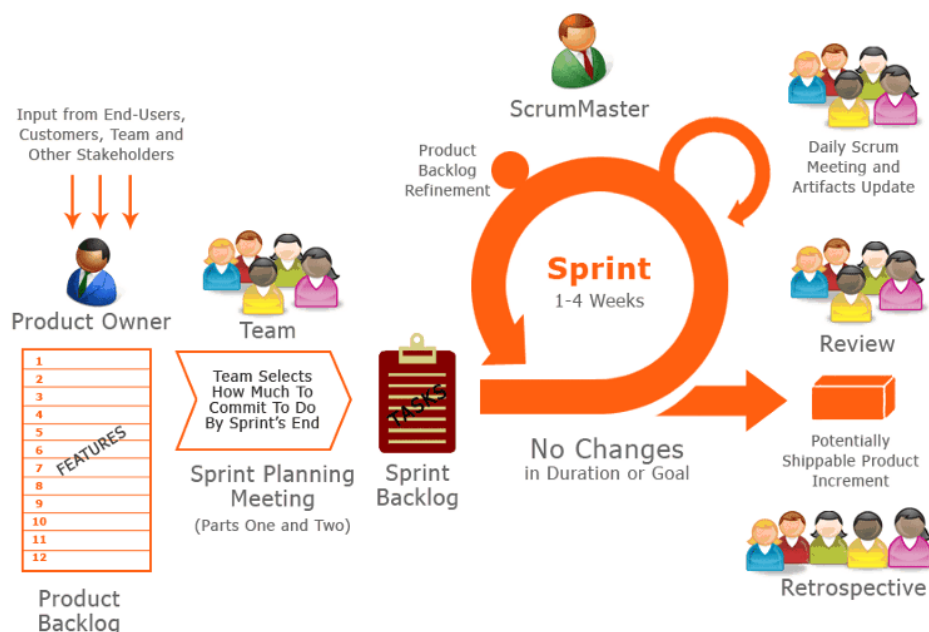 Input from End-Users,
Customers, Team and
Other Stakeholders
Product Owner
1
2
3
4
5
6
7
8
9
10
11
12
FEATURES
Product
Backlog
Team
Team Selects
How Much To
Commit To Do
By Sprint's End
Sprint Planning
Meeting
(Parts One and Two)
TASKS
Sprint
Backlog
ScrumMaster
Product
Backlog
Refinement
Sprint
1-4 Weeks
No Changes
in Duration or Goal
Daily Scrum
Meeting and
Artifacts Update
Review
Potentially
Shippable Product
Increment
Retrospective